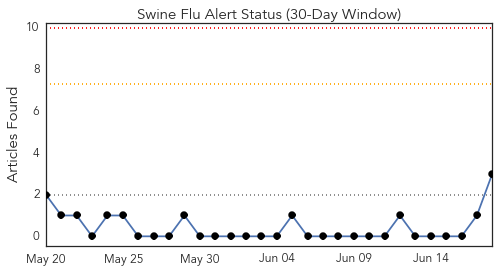 Swine Flu Alert Status (30-Day Window)
Articles Found
10
8
6
4
2
0
May 20
May 25
May 30
Jun 04
Jun 09
Jun 14